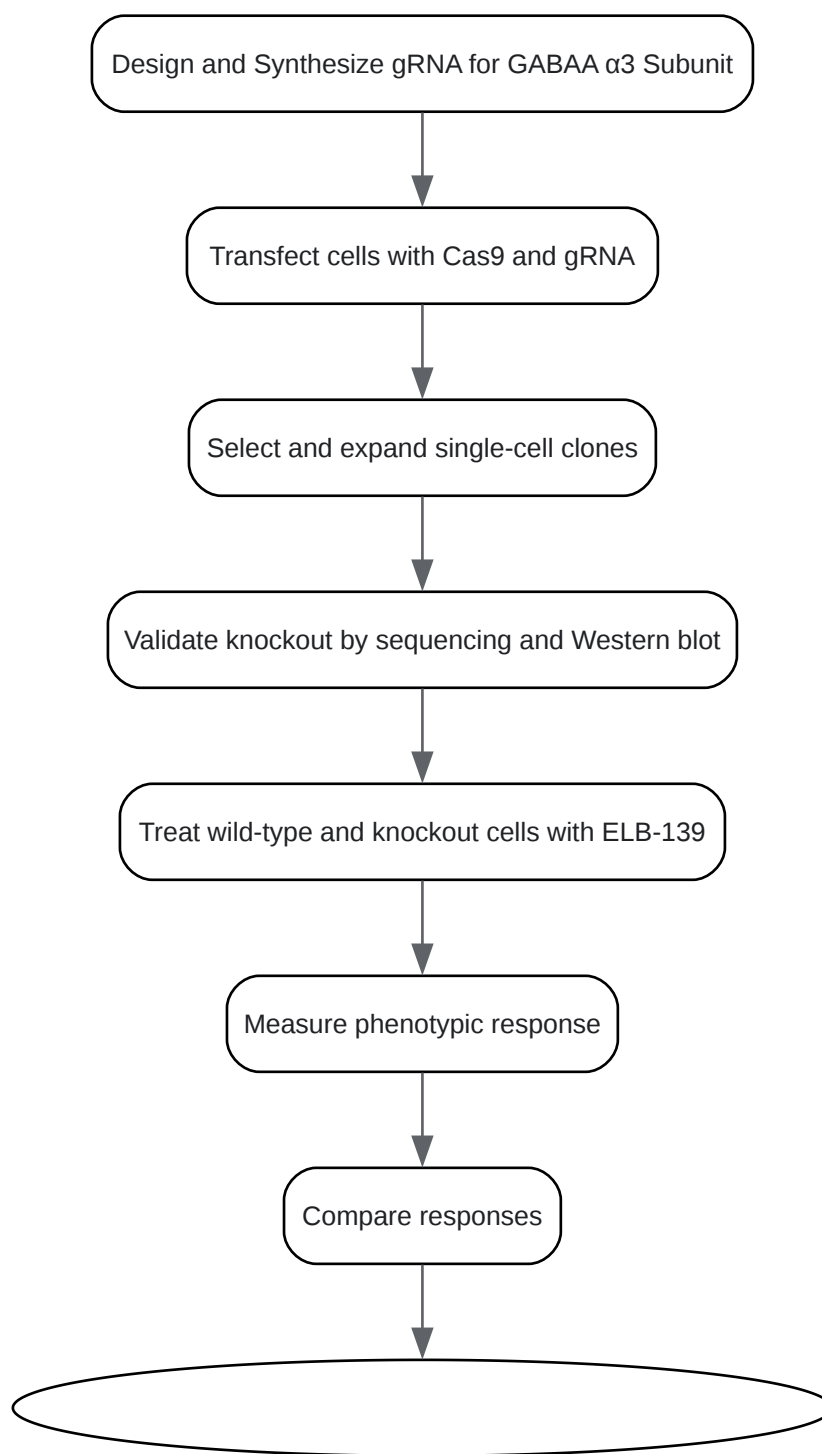 Design and Synthesize gRNA for GABAA α3 Subunit
Transfect cells with Cas9 and gRNA
Select and expand single-cell clones
Validate knockout by sequencing and Western blot
Treat wild-type and knockout cells with ELB-139
Measure phenotypic response
Compare responses